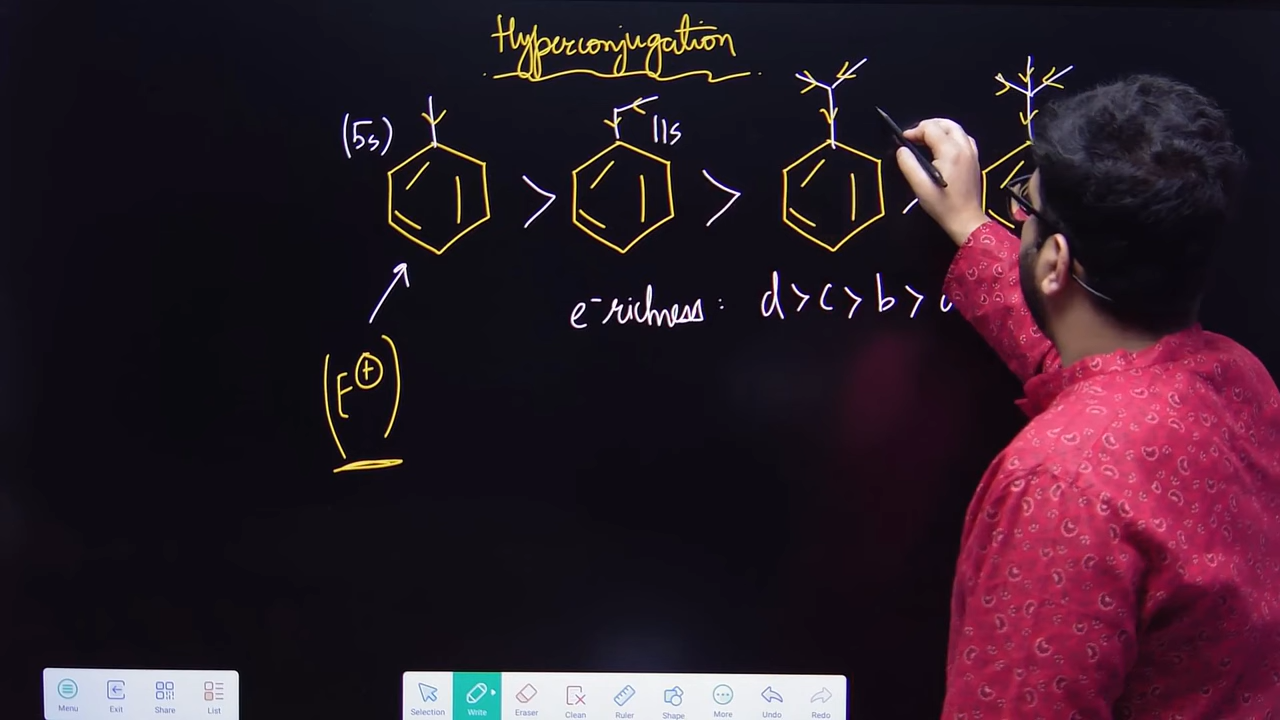 Hyperconjugation
(5s)
11s
> > >
e⁻ richness : d > c > b >
(E⊕)
Menu Exit Share List
Selection Write Eraser Clean Ruler Shape More Undo Redo